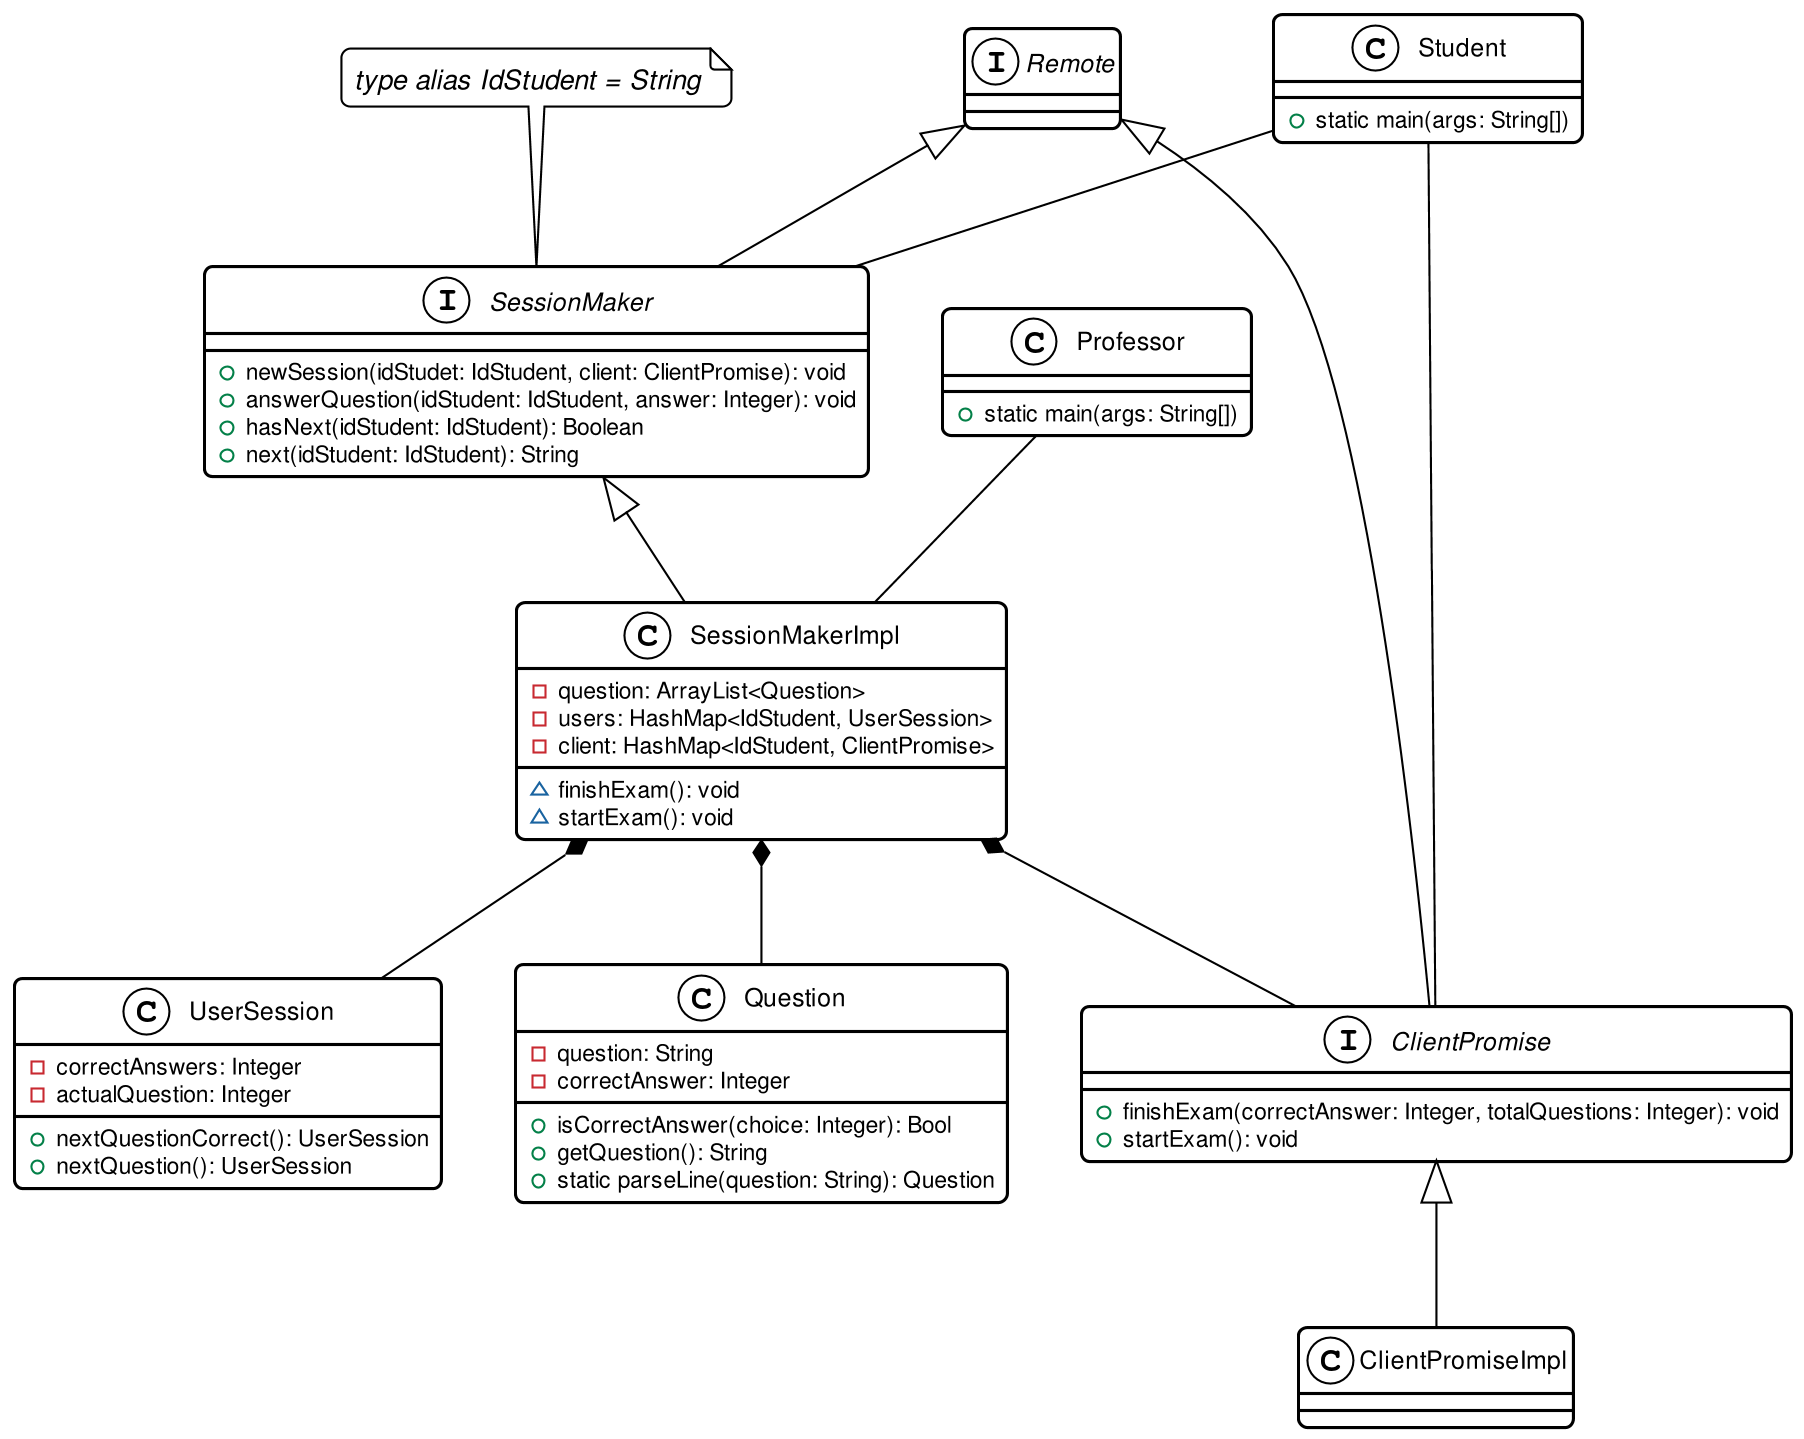 type alias IdStudent = String
I Remote
C Student
static main(args: String[])
I SessionMaker
newSession(idStudet: IdStudent, client: ClientPromise): void
answerQuestion(idStudent: IdStudent, answer: Integer): void
hasNext(idStudent: IdStudent): Boolean
next(idStudent: IdStudent): String
C Professor
static main(args: String[])
C SessionMakerImpl
question: ArrayList<Question>
users: HashMap<IdStudent, UserSession>
client: HashMap<IdStudent, ClientPromise>
finishExam(): void
startExam(): void
C UserSession
correctAnswers: Integer
actualQuestion: Integer
nextQuestionCorrect(): UserSession
nextQuestion(): UserSession
C Question
question: String
correctAnswer: Integer
isCorrectAnswer(choice: Integer): Bool
getQuestion(): String
static parseLine(question: String): Question
I ClientPromise
finishExam(correctAnswer: Integer, totalQuestions: Integer): void
startExam(): void
C ClientPromiseImpl